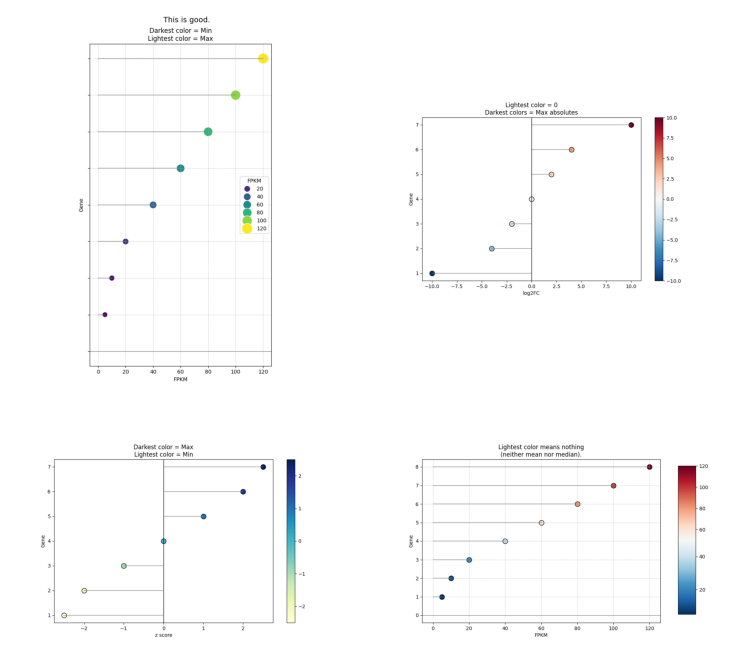 This is good.
Darkest color = Min
Lightest color = Max
Gene
FPKM
20
40
60
80
100
120
0 20 40 60 80 100 120
FPKM
Lightest color = 0
Darkest colors = Max absolutes
7
6
5
4
3
2
1
Gene
−10.0 −7.5 −5.0 −2.5 0.0 2.5 5.0 7.5 10.0
log2FC
10.0
7.5
5.0
2.5
0.0
−2.5
−5.0
−7.5
−10.0
Darkest color = Max
Lightest color = Min
7
6
5
4
3
2
1
Gene
−2 −1 0 1 2
z score
2
1
0
−1
−2
Lightest color means nothing
(neither mean nor median).
8
7
6
5
4
3
2
1
0
Gene
0 20 40 60 80 100 120
FPKM
120
100
80
60
40
20